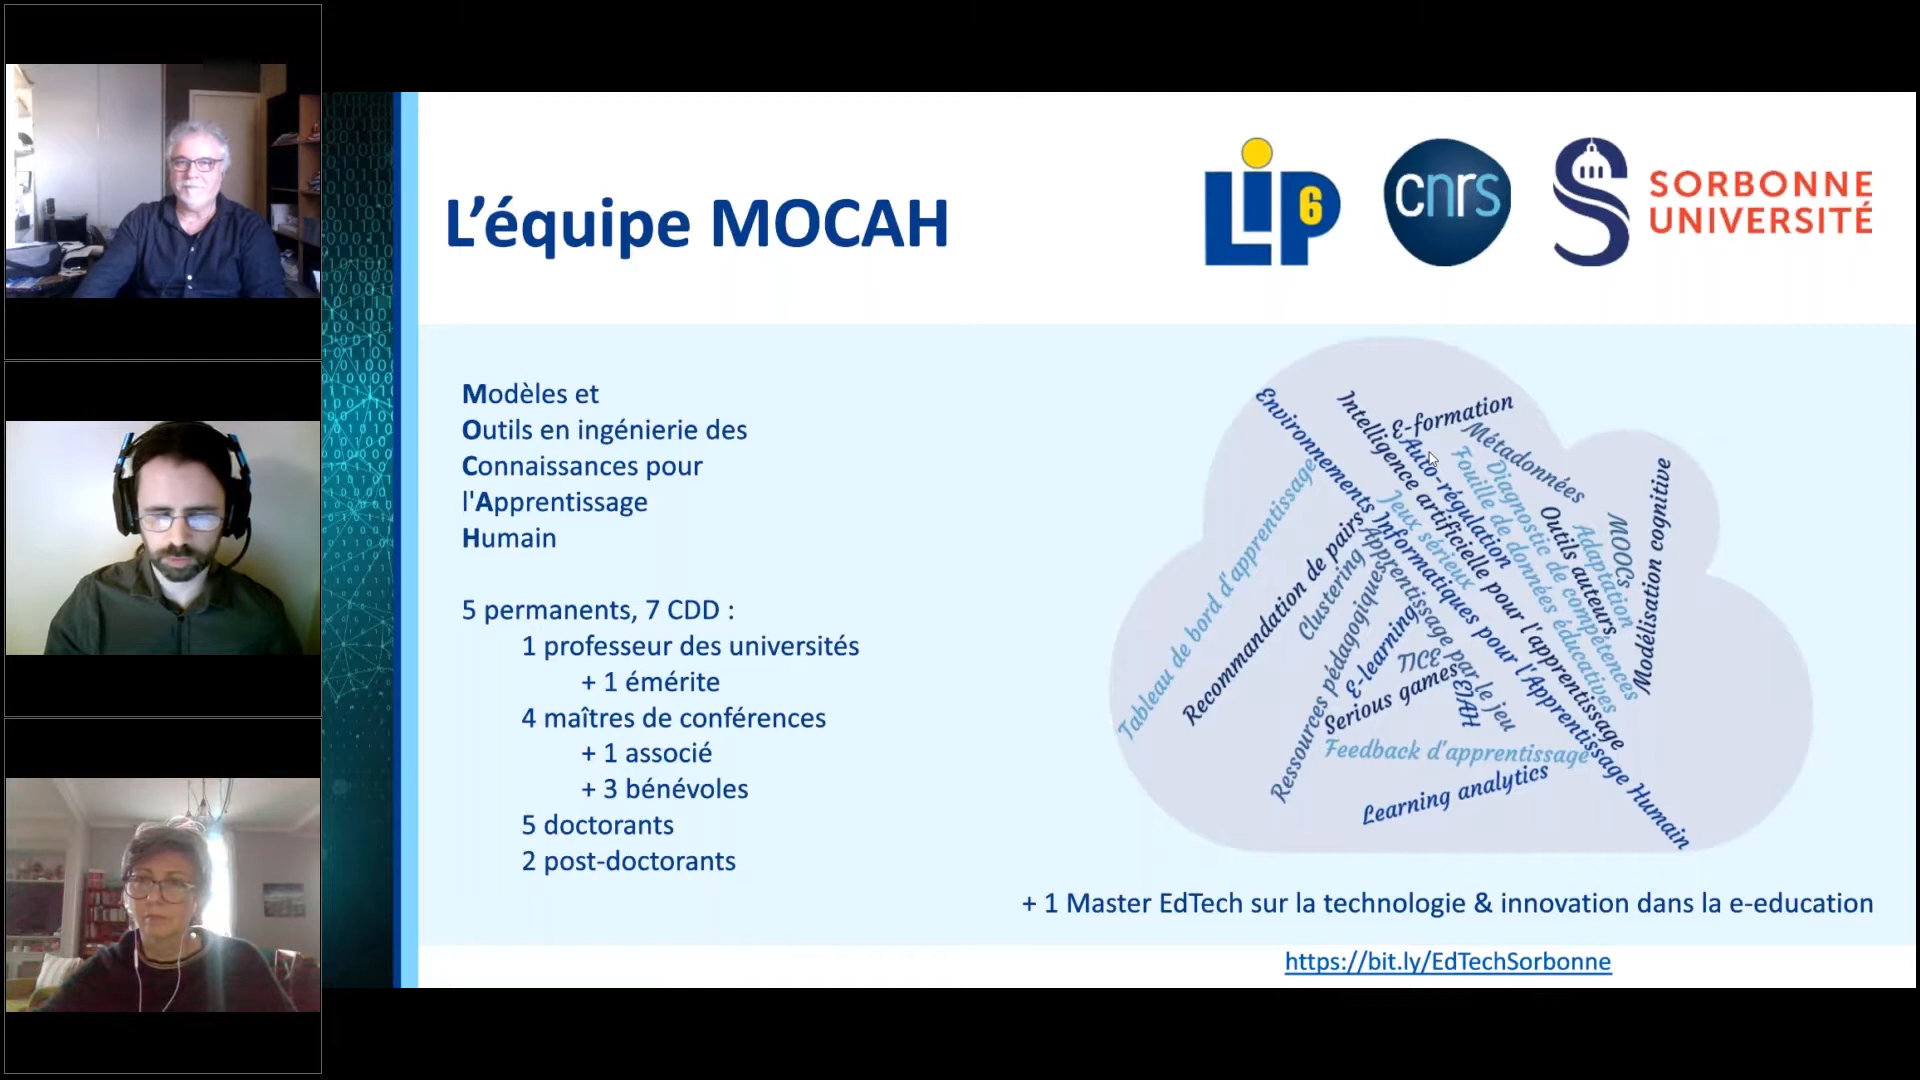 L'équipe MOCAH
LIP6
cnrs
SORBONNE
UNIVERSITÉ
Modèles et
Outils en ingénierie des
Connaissances pour
l'Apprentissage
Humain
5 permanents, 7 CDD :
1 professeur des universités
+ 1 émérite
4 maîtres de conférences
+ 1 associé
+ 3 bénévoles
5 doctorants
2 post-doctorants
Environnements Informatiques pour l'Apprentissage Humain
Intelligence artificielle pour l'apprentissage
E-formation
Métadonnées
Auto-régulation
Fouille de données éducatives
Diagnostic de compétences
Outils auteurs
Adaptation
MOOCs
Modélisation cognitive
Tableau de bord d'apprentissage
Recommandation de pairs
Jeux sérieux
Clustering
Apprentissage par le jeu
Ressources pédagogiques
E-learning
TICE
Serious games
EIAH
Feedback d'apprentissage
Learning analytics
+ 1 Master EdTech sur la technologie & innovation dans la e-education
https://bit.ly/EdTechSorbonne